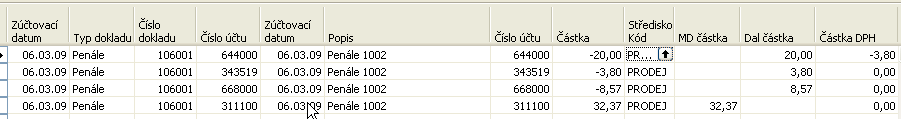 Zúčtovací datum Typ dokladu Číslo dokladu Číslo účtu Zúčtovací datum Popis Číslo účtu Částka Středisko Kód MD částka Dal částka Částka DPH
06.03.09 Penále 106001 644000 06.03.09 Penále 1002 644000 -20,00 PR... 20,00 -3,80
06.03.09 Penále 106001 343519 06.03.09 Penále 1002 343519 -3,80 PRODEJ 3,80 0,00
06.03.09 Penále 106001 668000 06.03.09 Penále 1002 668000 -8,57 PRODEJ 8,57 0,00
06.03.09 Penále 106001 311100 06.03.09 Penále 1002 311100 32,37 PRODEJ 32,37 0,00